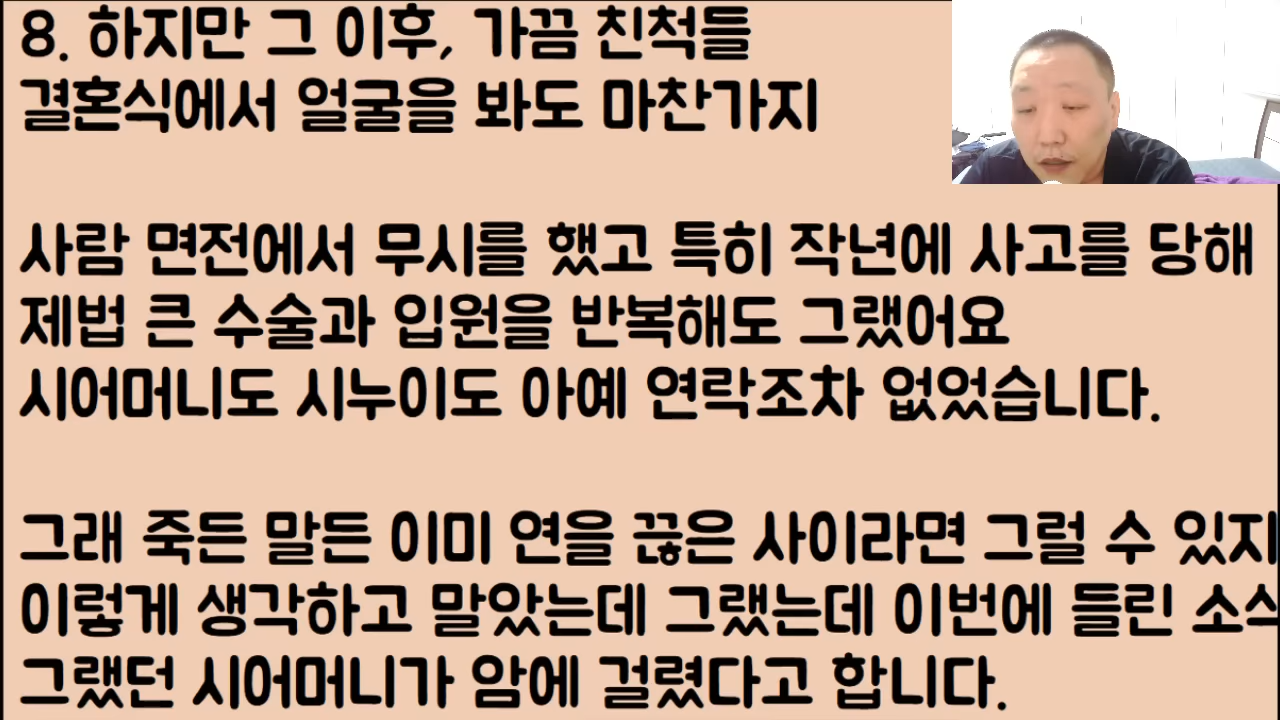 8. 하지만 그 이후, 가끔 친척들
결혼식에서 얼굴을 봐도 마찬가지
사람 면전에서 무시를 했고 특히 작년에 사고를 당해
제법 큰 수술과 입원을 반복해도 그랬어요
시어머니도 시누이도 아예 연락조차 없었습니다.
그래 죽든 말든 이미 연을 끊은 사이라면 그럴 수 있지
이렇게 생각하고 말았는데 그랬는데 이번에 들린 소식
그랬던 시어머니가 암에 걸렸다고 합니다.